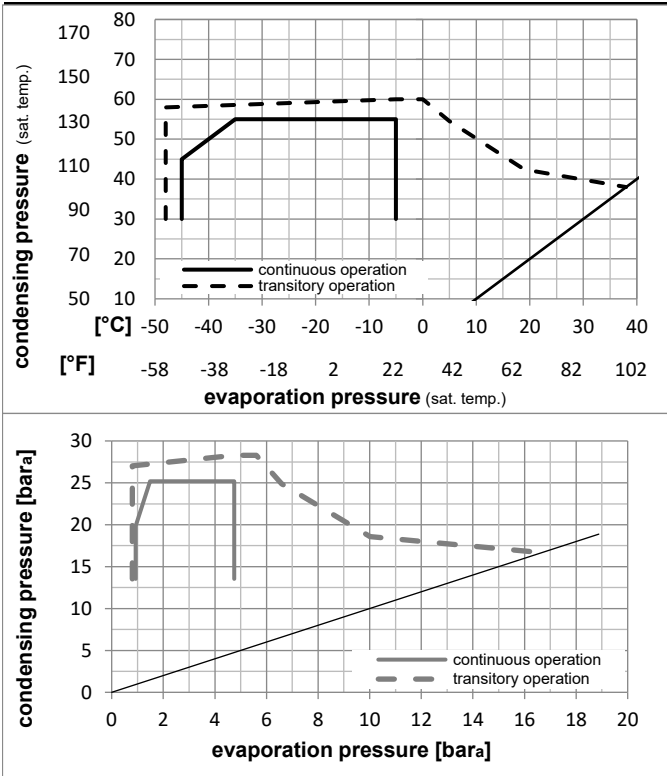 condensing pressure (sat. temp.)
170 80
70
150
60
130 50
110 40
90 30
70 20
50 10
continuous operation
transitory operation
[°C] -50 -40 -30 -20 -10 0 10 20 30 40
[°F] -58 -38 -18 2 22 42 62 82 102
evaporation pressure (sat. temp.)
condensing pressure [bara]
30
25
20
15
10
5
0
continuous operation
transitory operation
0 2 4 6 8 10 12 14 16 18 20
evaporation pressure [bara]